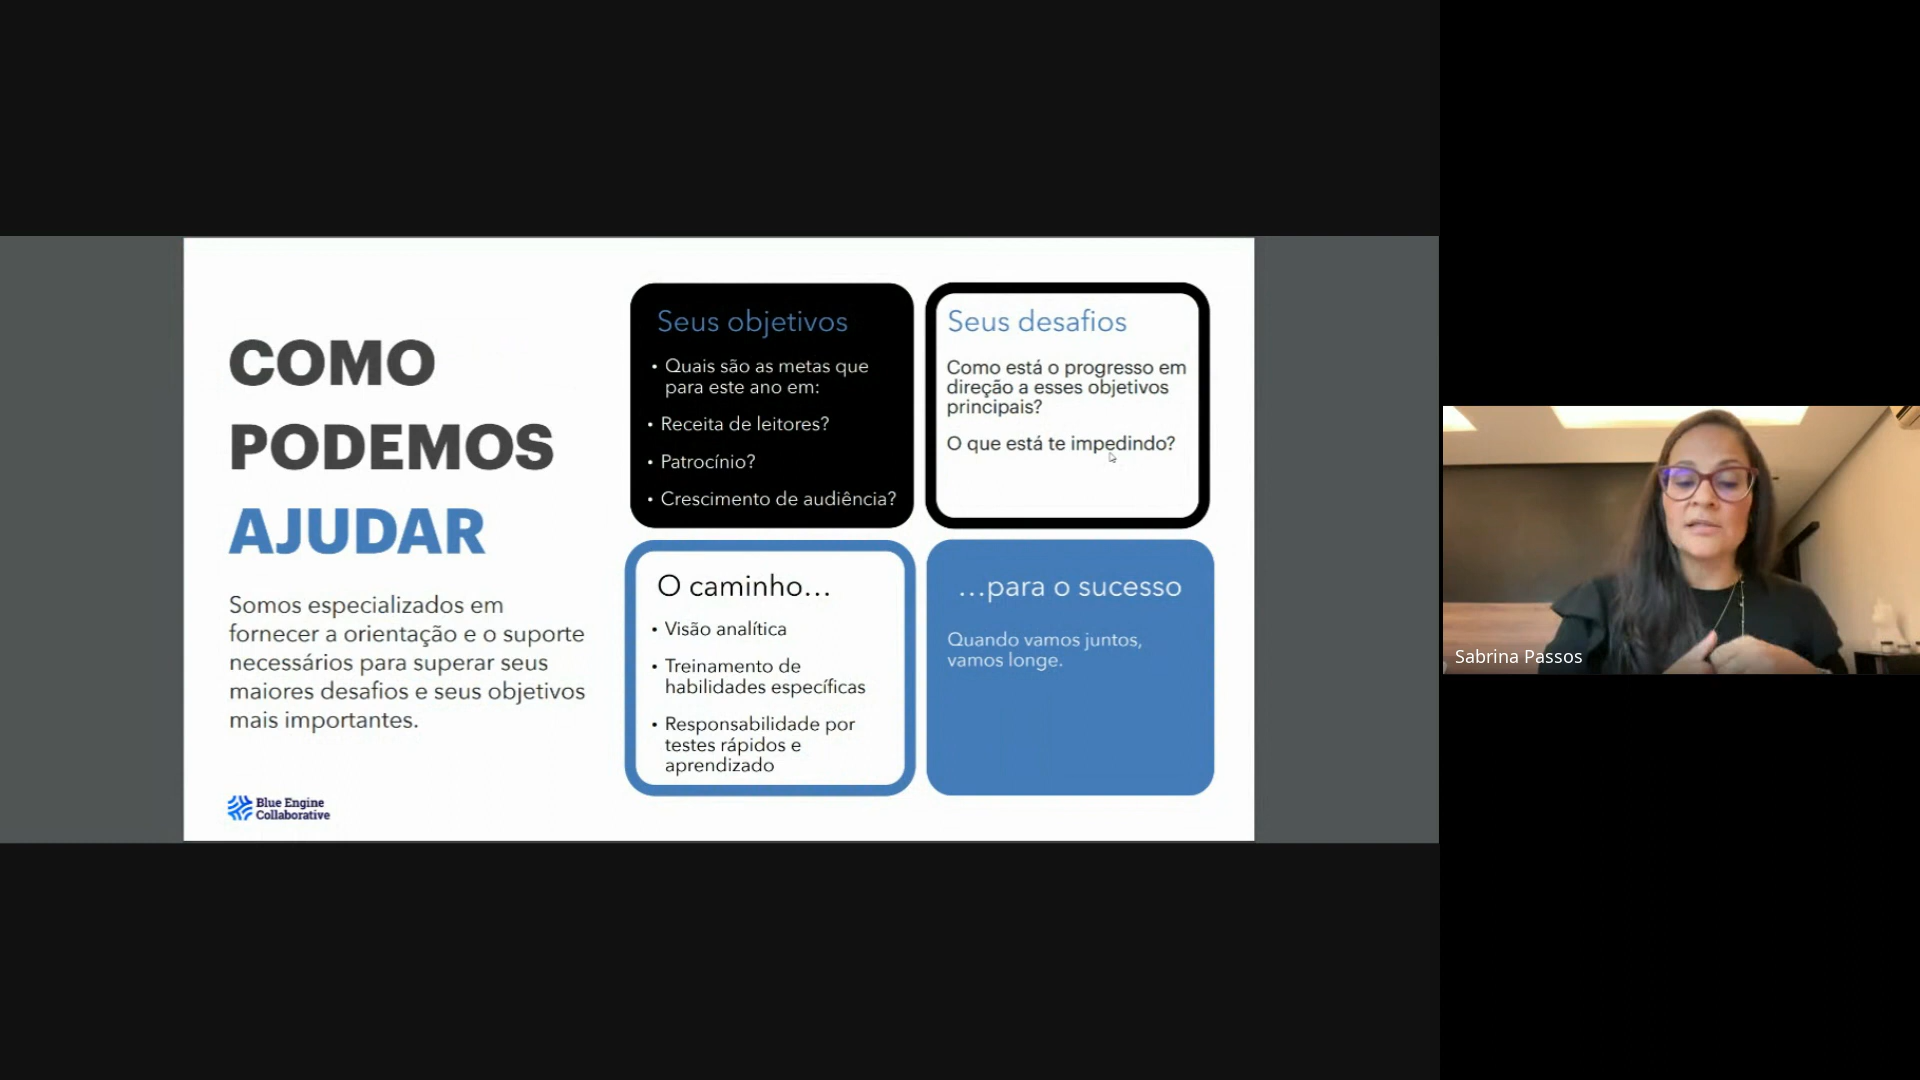 COMO
PODEMOS
AJUDAR
Somos especializados em
fornecer a orientação e o suporte
necessários para superar seus
maiores desafios e seus objetivos
mais importantes.
Blue Engine
Collaborative
Seus objetivos
• Quais são as metas que
para este ano em:
• Receita de leitores?
• Patrocínio?
• Crescimento de audiência?
Seus desafios
Como está o progresso em
direção a esses objetivos
principais?
O que está te impedindo?
O caminho...
• Visão analítica
• Treinamento de
habilidades específicas
• Responsabilidade por
testes rápidos e
aprendizado
...para o sucesso
Quando vamos juntos,
vamos longe.
Sabrina Passos